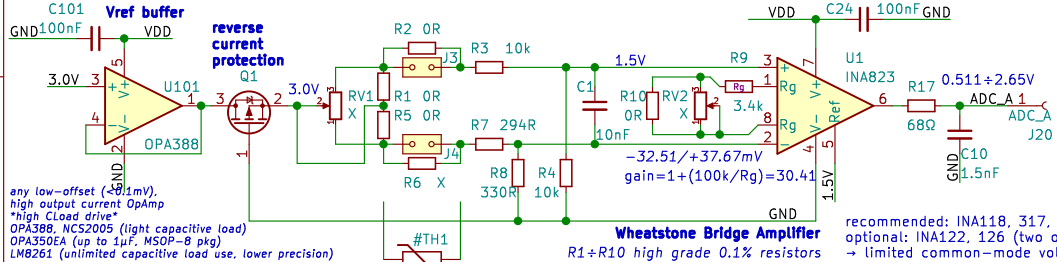 C101
100nF
GND
VDD
Vref buffer
3.0V
5
3
4
2
1
V+
V-
U101
OPA388
GND
any low-offset (<0.1mV),
high output current OpAmp
*high CLoad drive*
OPA388, NCS2005 (light capacitive load)
OPA350EA (up to 1µF, MSOP-8 pkg)
LM8261 (unlimited capacitive load use, lower precision)
reverse
current
protection
Q1
3
2
1
3.0V
RV1
X
R2 0R
J3
R1 0R
R5 0R
J4
R6 X
#TH1
R3 10k
R7 294R
R8
330R
R4
10k
1.5V
C1
10nF
R10
0R
RV2
X
R9
Rg
3.4k
-32.51/+37.67mV
gain=1+(100k/Rg)=30.41
VDD
C24
100nF
GND
U1
INA823
7
3
1
8
2
6
4
5
V+
Rg
Rg
V-
Ref
1.5V
GND
R17
68Ω
0.511÷2.65V
ADC_A
1
ADC_A
J20
C10
1.5nF
GND
Wheatstone Bridge Amplifier
R1÷R10 high grade 0.1% resistors
recommended: INA118, 317,
optional: INA122, 126 (two o
→ limited common-mode vol